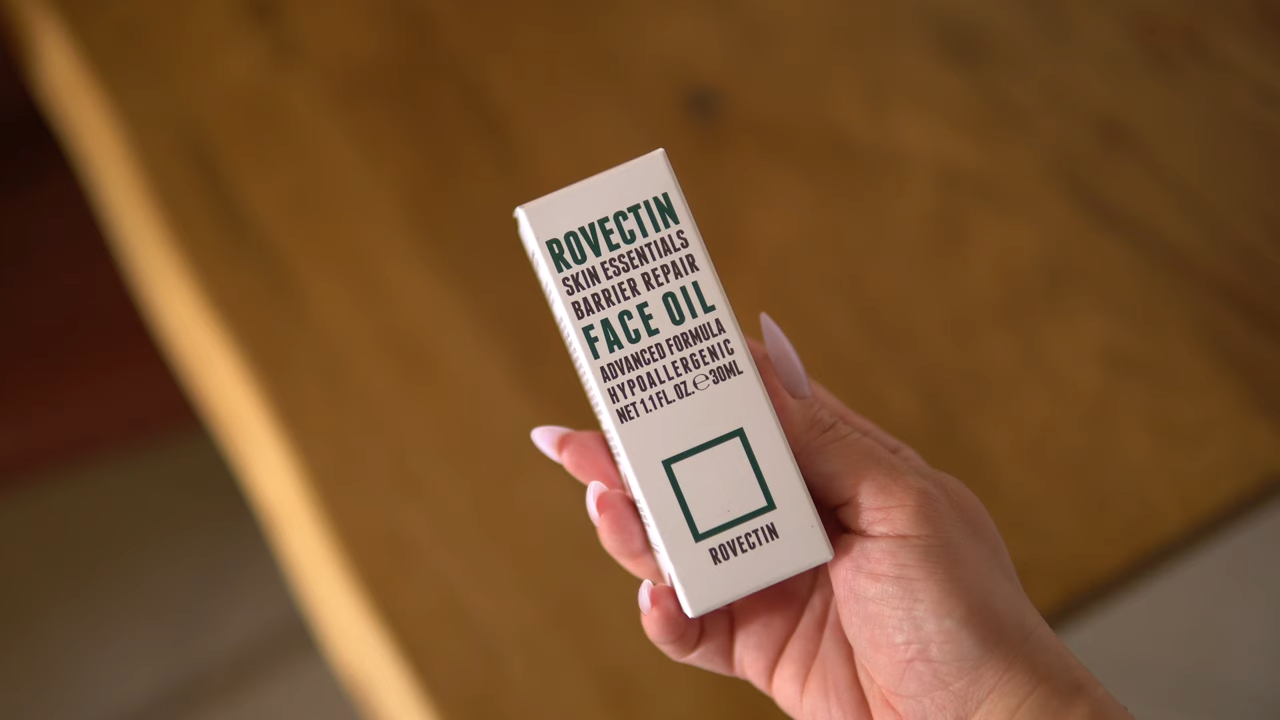 ROVECTIN
SKIN ESSENTIALS
BARRIER REPAIR
FACE OIL
ADVANCED FORMULA
HYPOALLERGENIC
NET 1.1 FL. OZ. ℮ 30ML
ROVECTIN